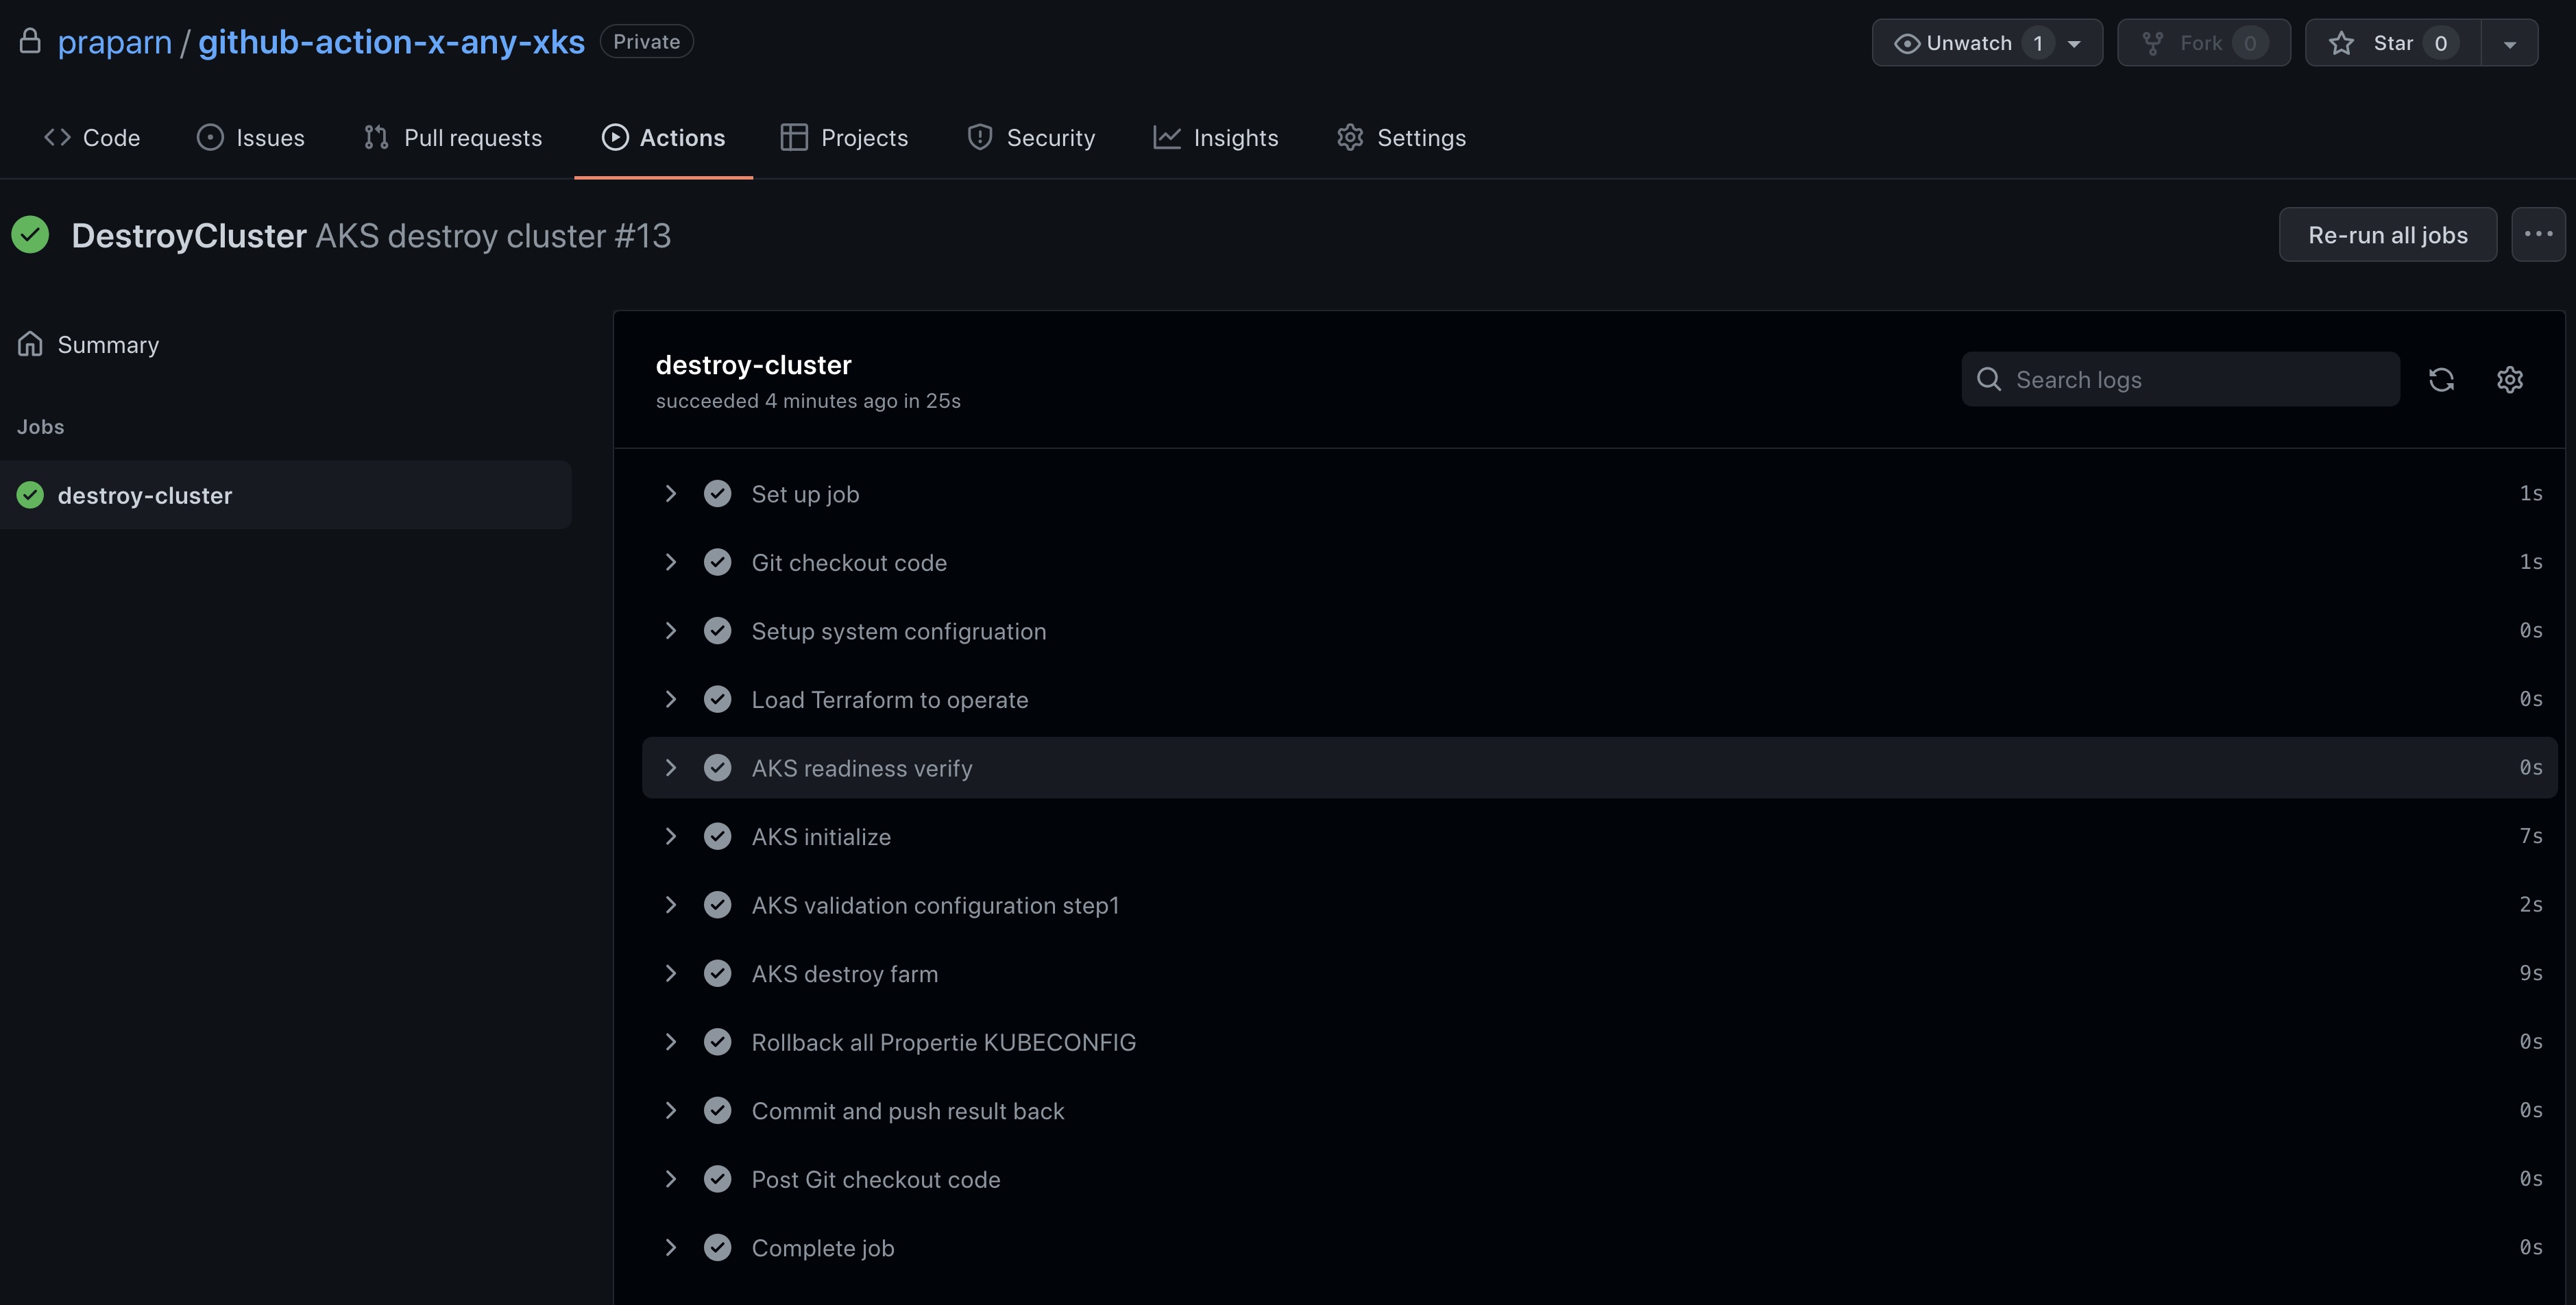 praparn / github-action-x-any-xks Private Unwatch 1 Fork 0 Star 0
Code Issues Pull requests Actions Projects Security Insights Settings
DestroyCluster AKS destroy cluster #13 Re-run all jobs ...
Summary
Jobs
destroy-cluster
destroy-cluster
succeeded 4 minutes ago in 25s
Search logs
Set up job 1s
Git checkout code 1s
Setup system configruation 0s
Load Terraform to operate 0s
AKS readiness verify 0s
AKS initialize 7s
AKS validation configuration step1 2s
AKS destroy farm 9s
Rollback all Propertie KUBECONFIG 0s
Commit and push result back 0s
Post Git checkout code 0s
Complete job 0s